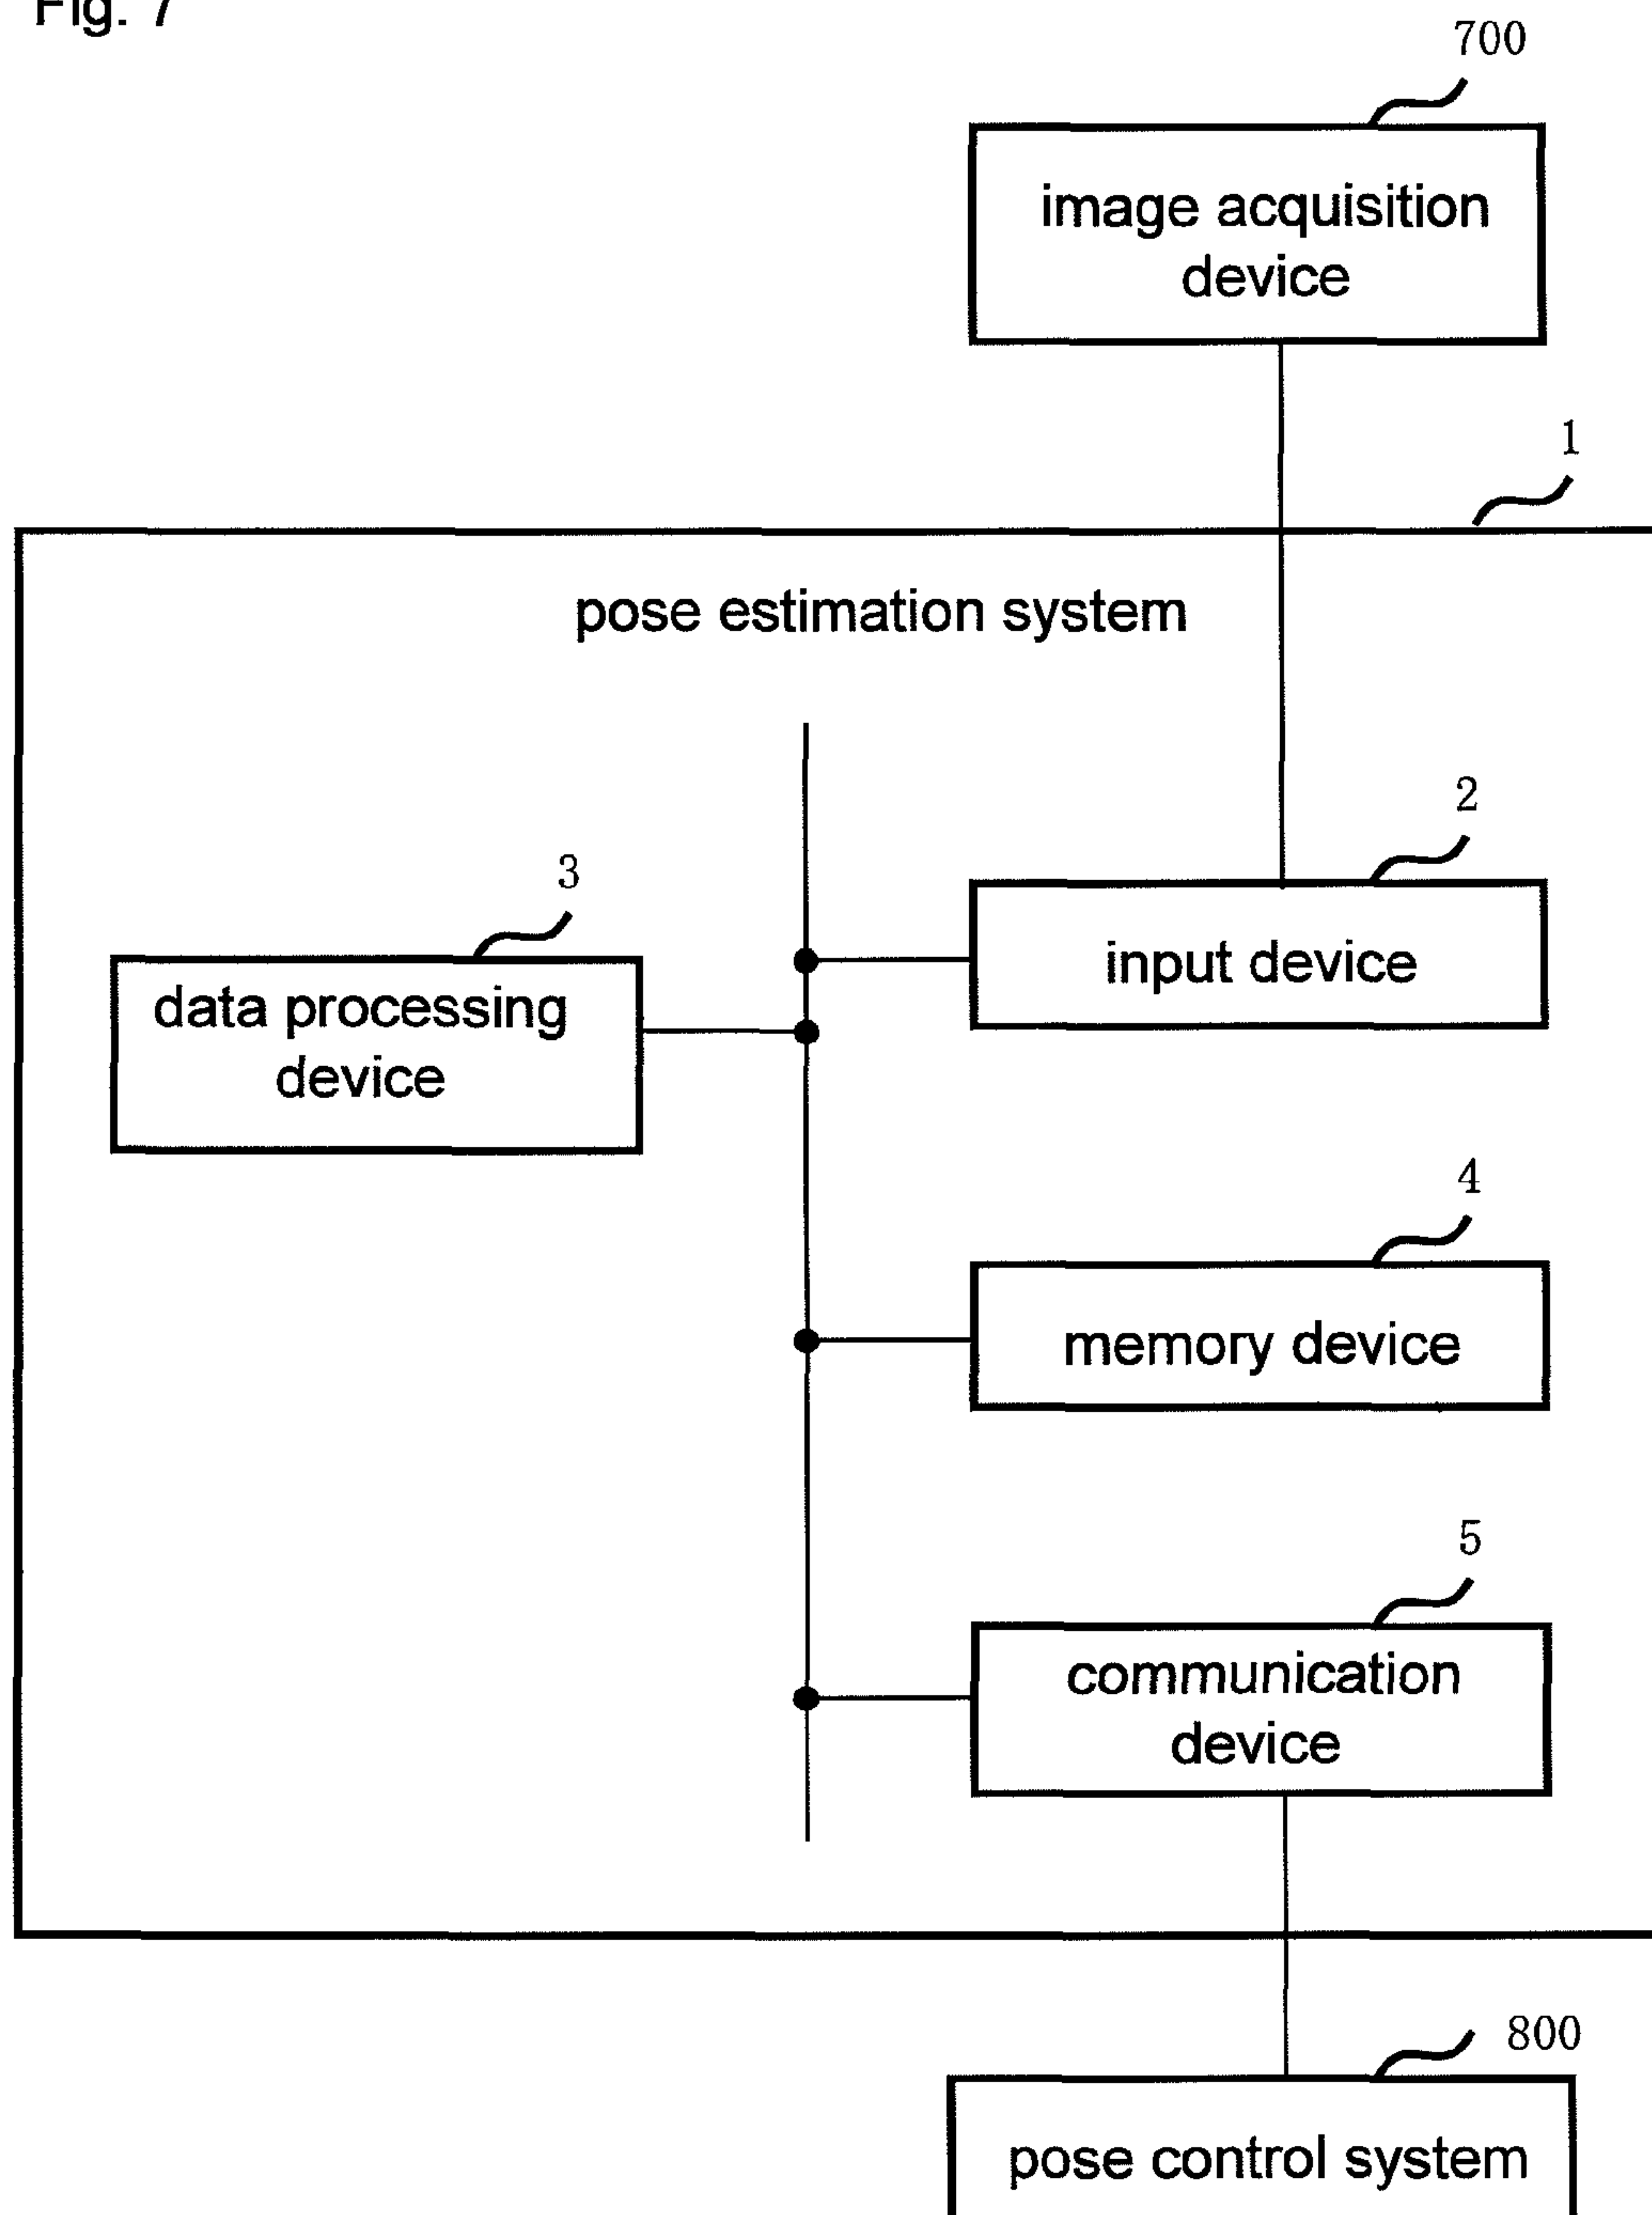 Fig. 7
700
image acquisition
device
1
pose estimation system
2
input device
3
data processing
device
4
memory device
5
communication
device
800
pose control system